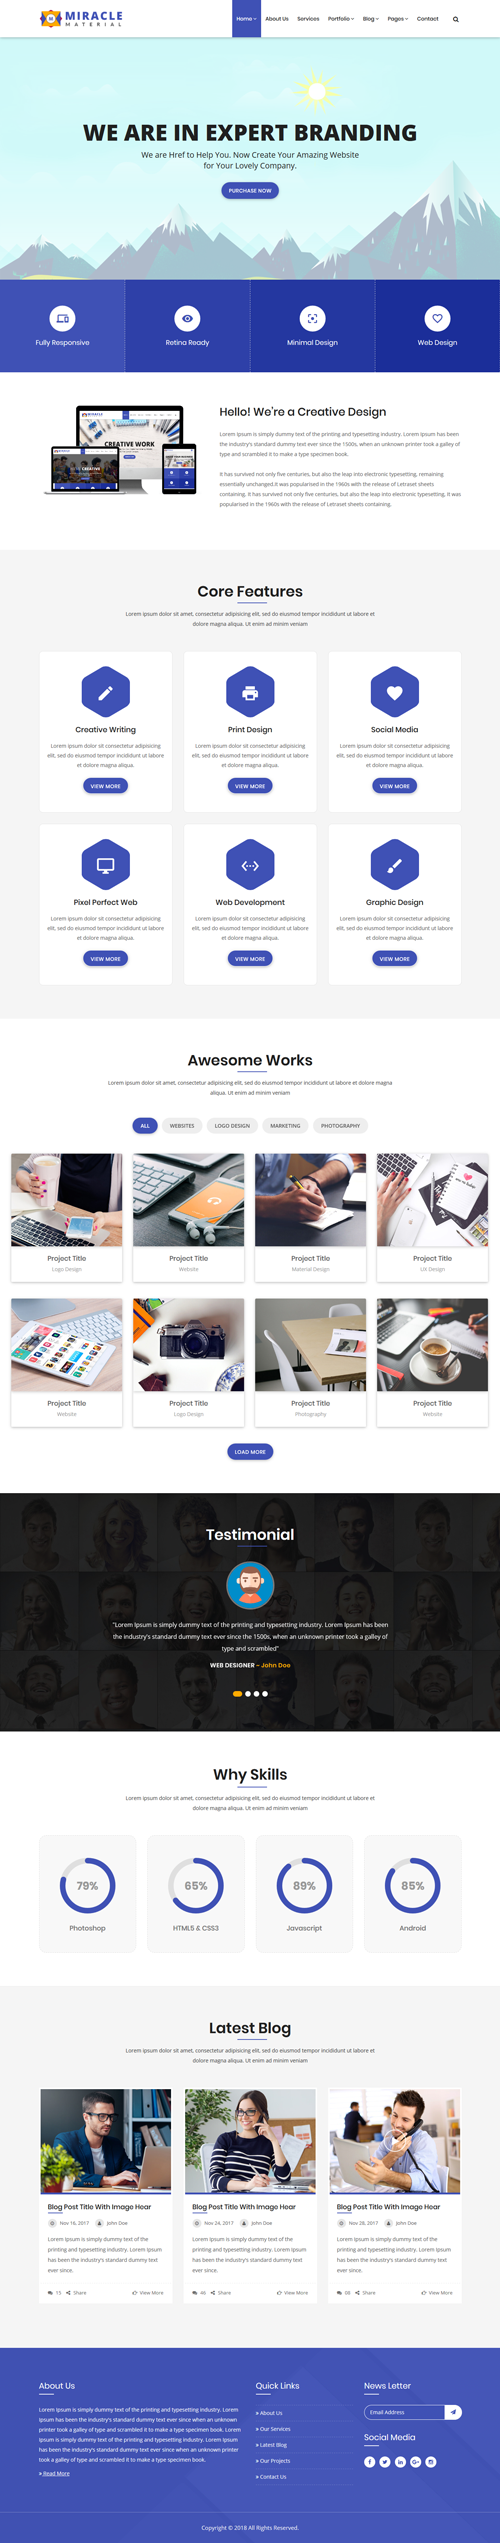 MIRACLE
MATERIAL
Home
About Us
Services
Portfolio
Blog
Pages
Contact
WE ARE IN EXPERT BRANDING
We are Href to Help You. Now Create Your Amazing Website
for Your Lovely Company.
PURCHASE NOW
Fully Responsive
Retina Ready
Minimal Design
Web Design
CREATIVE WORK
Hello! We're a Creative Design
Lorem Ipsum is simply dummy text of the printing and typesetting industry. Lorem Ipsum has been
the industry's standard dummy text ever since the 1500s, when an unknown printer took a galley of
type and scrambled it to make a type specimen book.
It has survived not only five centuries, but also the leap into electronic typesetting, remaining
essentially unchanged.it was popularised in the 1960s with the release of Letraset sheets
containing. It has survived not only five centuries, but also the leap into electronic typesetting, it was
popularised in the 1960s with the release of Letraset sheets containing.
Core Features
Lorem ipsum dolor sit amet, consectetur adipisicing elit, sed do eiusmod tempor incididunt ut labore et
dolore magna aliqua. Ut enim ad minim veniam
Creative Writing
Lorem ipsum dolor sit consectetur adipisicing
elit, sed do eiusmod tempor incididunt ut labore
et dolore magna aliqua.
VIEW MORE
Print Design
Lorem ipsum dolor sit consectetur adipisicing
elit, sed do eiusmod tempor incididunt ut labore
et dolore magna aliqua.
VIEW MORE
Social Media
Lorem ipsum dolor sit consectetur adipisicing
elit, sed do eiusmod tempor incididunt ut labore
et dolore magna aliqua.
VIEW MORE
Pixel Perfect Web
Lorem ipsum dolor sit consectetur adipisicing
elit, sed do eiusmod tempor incididunt ut labore
et dolore magna aliqua.
VIEW MORE
Web Development
Lorem ipsum dolor sit consectetur adipisicing
elit, sed do eiusmod tempor incididunt ut labore
et dolore magna aliqua.
VIEW MORE
Graphic Design
Lorem ipsum dolor sit consectetur adipisicing
elit, sed do eiusmod tempor incididunt ut labore
et dolore magna aliqua.
VIEW MORE
Awesome Works
Lorem ipsum dolor sit amet, consectetur adipisicing elit, sed do eiusmod tempor incididunt ut labore et dolore magna
aliqua. Ut enim ad minim veniam
ALL
WEBSITES
LOGO DESIGN
MARKETING
PHOTOGRAPHY
Project Title
Logo Design
Project Title
Website
Project Title
Material Design
Project Title
UX Design
Project Title
Website
Project Title
Logo Design
Project Title
Photography
Project Title
Website
LOAD MORE
Testimonial
"Lorem Ipsum is simply dummy text of the printing and typesetting industry. Lorem Ipsum has been
the industry's standard dummy text ever since the 1500s, when an unknown printer took a galley of
type and scrambled"
WEB DESIGNER – John Doe
Why Skills
Lorem ipsum dolor sit amet, consectetur adipisicing elit, sed do eiusmod tempor incididunt ut labore et
dolore magna aliqua. Ut enim ad minim veniam
79%
Photoshop
65%
HTML5 & CSS3
89%
Javascript
85%
Android
Latest Blog
Lorem ipsum dolor sit amet, consectetur adipisicing elit, sed do eiusmod tempor incididunt ut labore et
dolore magna aliqua. Ut enim ad minim veniam
Blog Post Title With Image Hear
Nov 16, 2017 John Doe
Lorem Ipsum is simply dummy text of the
printing and typesetting industry. Lorem Ipsum
has been the industry's standard dummy text
ever since.
15 Share View More
Blog Post Title With Image Hear
Nov 24, 2017 John Doe
Lorem Ipsum is simply dummy text of the
printing and typesetting industry. Lorem Ipsum
has been the industry's standard dummy text
ever since.
46 Share View More
Blog Post Title With Image Hear
Nov 28, 2017 John Doe
Lorem Ipsum is simply dummy text of the
printing and typesetting industry. Lorem Ipsum
has been the industry's standard dummy text
ever since.
08 Share View More
About Us
Lorem Ipsum is simply dummy text of the printing and typesetting industry. Lorem
Ipsum has been the industry's standard dummy text ever since when an unknown
printer took a galley of type and scrambled it to make a type specimen book. Lorem
Ipsum is simply dummy text of the printing and typesetting industry. Lorem Ipsum
has been the industry's standard dummy text ever since when an unknown printer
took a galley of type and scrambled it to make a type specimen book.
» Read More
Quick Links
» About Us
» Our Services
» Latest Blog
» Our Projects
» Contact Us
News Letter
Email Address
Social Media
Copyright © 2018 All Rights Reserved.